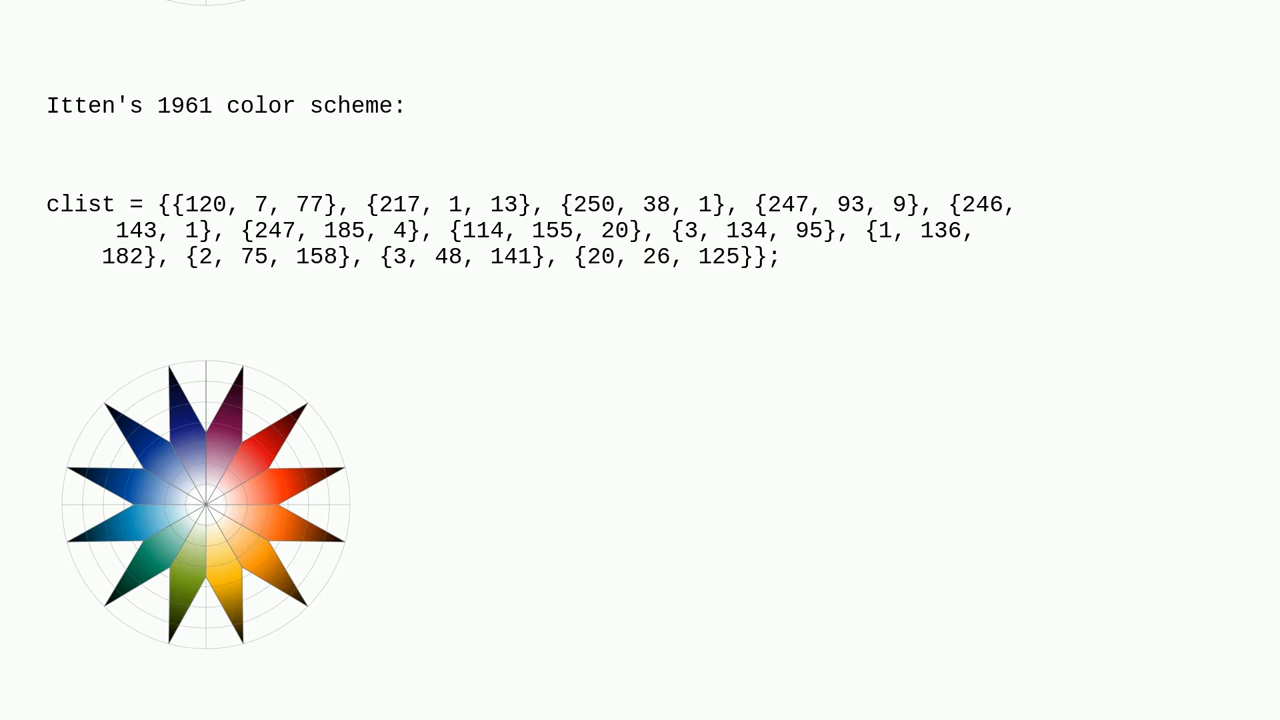 Itten's 1961 color scheme:
clist = {{120, 7, 77}, {217, 1, 13}, {250, 38, 1}, {247, 93, 9}, {246,
143, 1}, {247, 185, 4}, {114, 155, 20}, {3, 134, 95}, {1, 136,
182}, {2, 75, 158}, {3, 48, 141}, {20, 26, 125}};